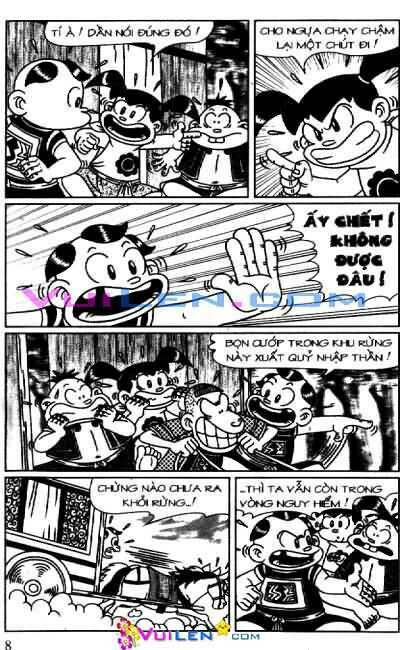 TÍ À! DẦN NÓI ĐÚNG ĐÓ!
CHO NGỰA CHẠY CHẬM
LẠI MỘT CHÚT ĐI!
ẤY CHẾT!
KHÔNG
ĐƯỢC
ĐÂU!
VUILEN.COM
BỌN CƯỚP TRONG KHU RỪNG
NÀY XUẤT QUỶ NHẬP THẦN!
CHỪNG NÀO CHƯA RA
KHỎI RỪNG..!
..THÌ TA VẪN CÒN TRONG
VÒNG NGUY HIỂM!
8
VUILEN.COM